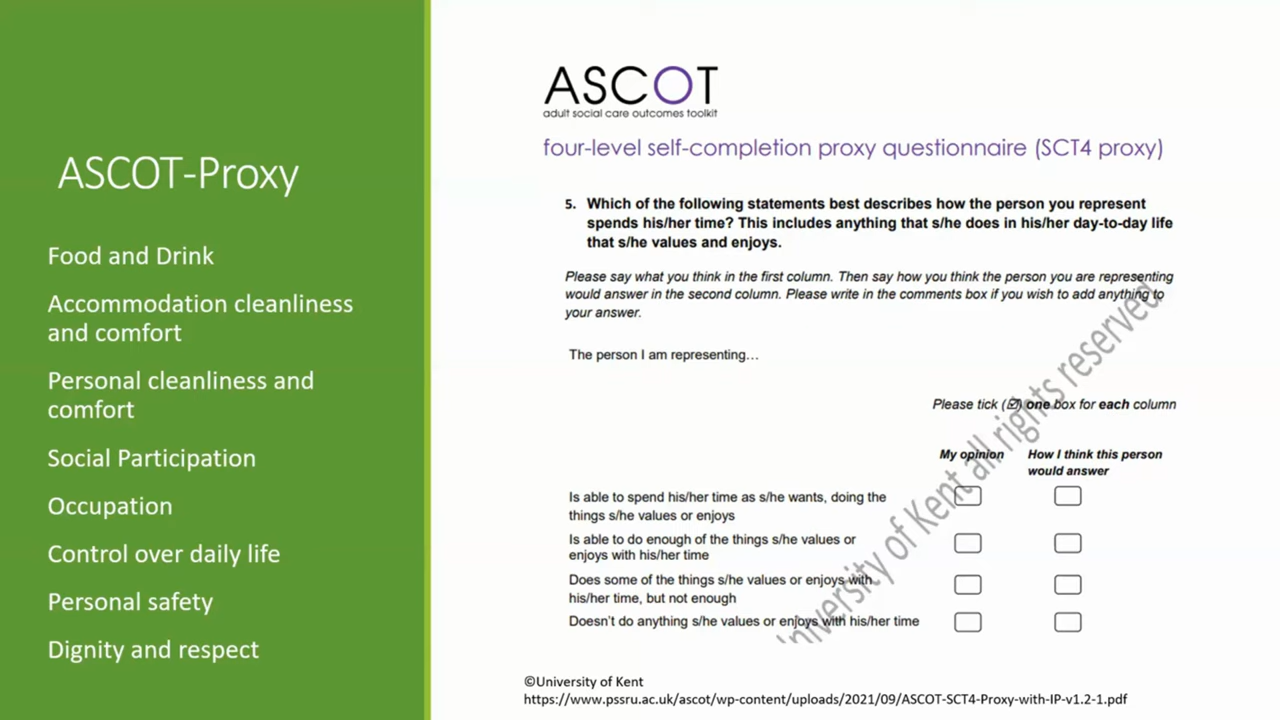 ASCOT-Proxy
Food and Drink
Accommodation cleanliness
and comfort
Personal cleanliness and
comfort
Social Participation
Occupation
Control over daily life
Personal safety
Dignity and respect
ASCOT
adult social care outcomes toolkit
four-level self-completion proxy questionnaire (SCT4 proxy)
5. Which of the following statements best describes how the person you represent
spends his/her time? This includes anything that s/he does in his/her day-to-day life
that s/he values and enjoys.
Please say what you think in the first column. Then say how you think the person you are representing
would answer in the second column. Please write in the comments box if you wish to add anything to
your answer.
The person I am representing…
Please tick (☑) one box for each column
My opinion
How I think this person
would answer
Is able to spend his/her time as s/he wants, doing the
things s/he values or enjoys
Is able to do enough of the things s/he values or
enjoys with his/her time
Does some of the things s/he values or enjoys with
his/her time, but not enough
Doesn't do anything s/he values or enjoys with his/her time
University of Kent all rights reserved
©University of Kent
https://www.pssru.ac.uk/ascot/wp-content/uploads/2021/09/ASCOT-SCT4-Proxy-with-IP-v1.2-1.pdf